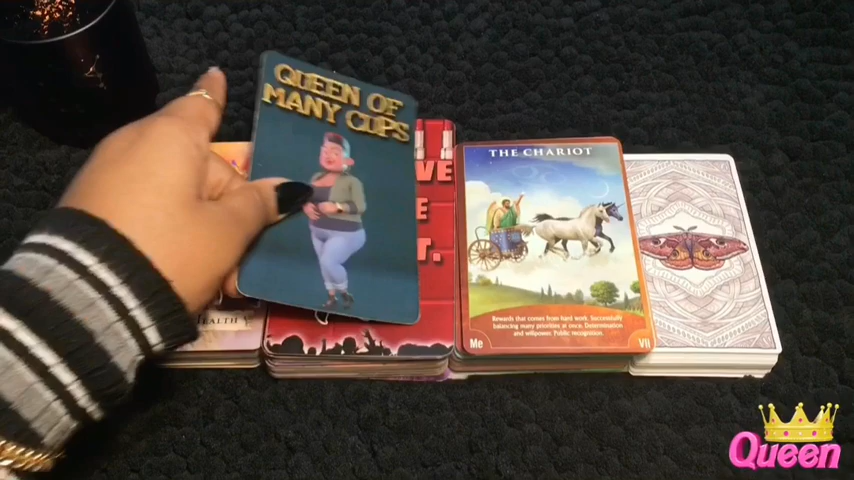 QUEEN OF
MANY CUPS
VE
E
T.
HEALTH
THE CHARIOT
Rewards that comes from hard work. Successfully
balancing many priorities at once. Determination
and willpower. Public recognition.
Me
VII
Queen